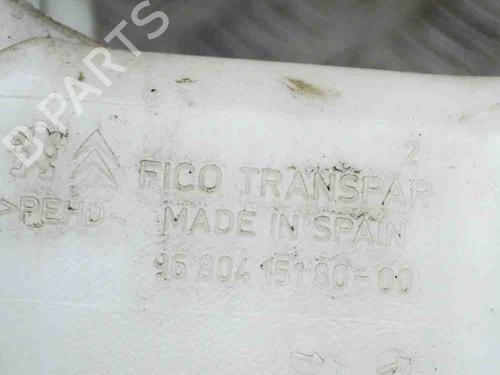 B-PARTS
2
FICO TRANSPAR
>PEHD< MADE IN SPAIN
96 804 151 80-00